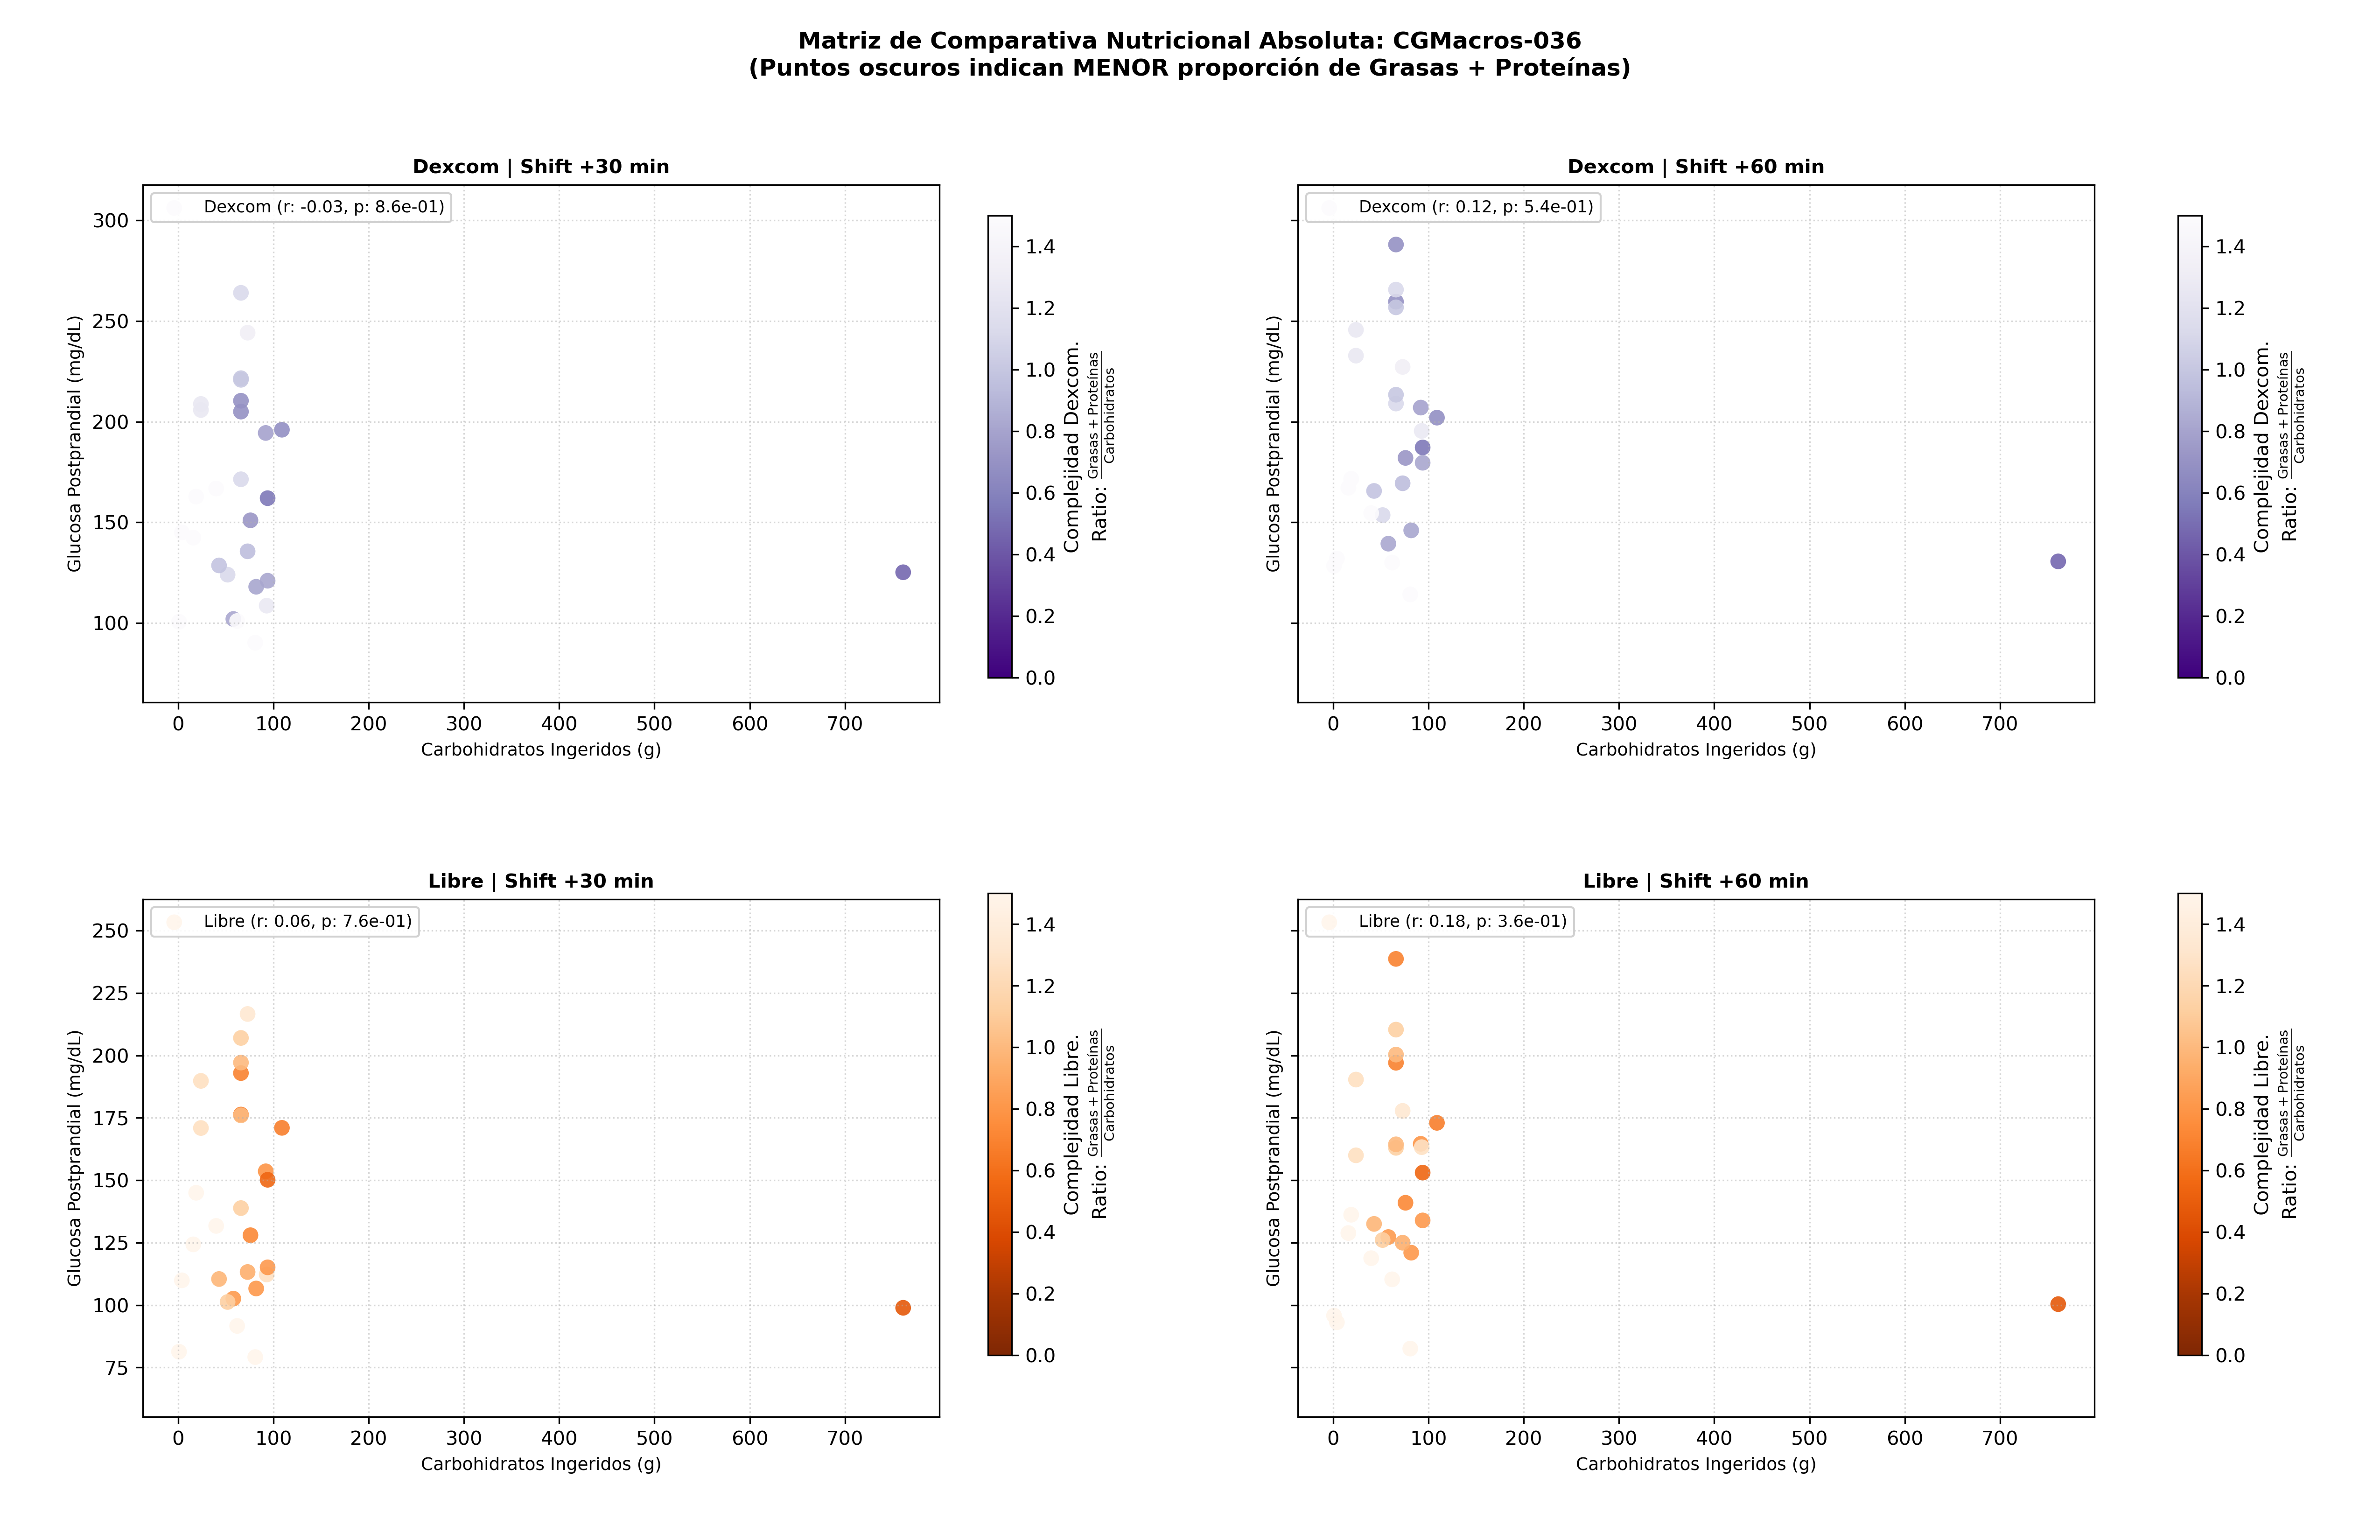 Matriz de Comparativa Nutricional Absoluta: CGMacros-036
(Puntos oscuros indican MENOR proporción de Grasas + Proteínas)
Dexcom | Shift +30 min
Dexcom (r: -0.03, p: 8.6e-01)
Glucosa Postprandial (mg/dL)
300
250
200
150
100
0 100 200 300 400 500 600 700
Carbohidratos Ingeridos (g)
1.4
1.2
1.0
0.8
0.6
0.4
0.2
0.0
Complejidad Dexcom.
Ratio: Grasas + Proteínas
Carbohidratos
Dexcom | Shift +60 min
Dexcom (r: 0.12, p: 5.4e-01)
Glucosa Postprandial (mg/dL)
0 100 200 300 400 500 600 700
Carbohidratos Ingeridos (g)
1.4
1.2
1.0
0.8
0.6
0.4
0.2
0.0
Complejidad Dexcom.
Ratio: Grasas + Proteínas
Carbohidratos
Libre | Shift +30 min
Libre (r: 0.06, p: 7.6e-01)
Glucosa Postprandial (mg/dL)
250
225
200
175
150
125
100
75
0 100 200 300 400 500 600 700
Carbohidratos Ingeridos (g)
1.4
1.2
1.0
0.8
0.6
0.4
0.2
0.0
Complejidad Libre.
Ratio: Grasas + Proteínas
Carbohidratos
Libre | Shift +60 min
Libre (r: 0.18, p: 3.6e-01)
Glucosa Postprandial (mg/dL)
0 100 200 300 400 500 600 700
Carbohidratos Ingeridos (g)
1.4
1.2
1.0
0.8
0.6
0.4
0.2
0.0
Complejidad Libre.
Ratio: Grasas + Proteínas
Carbohidratos